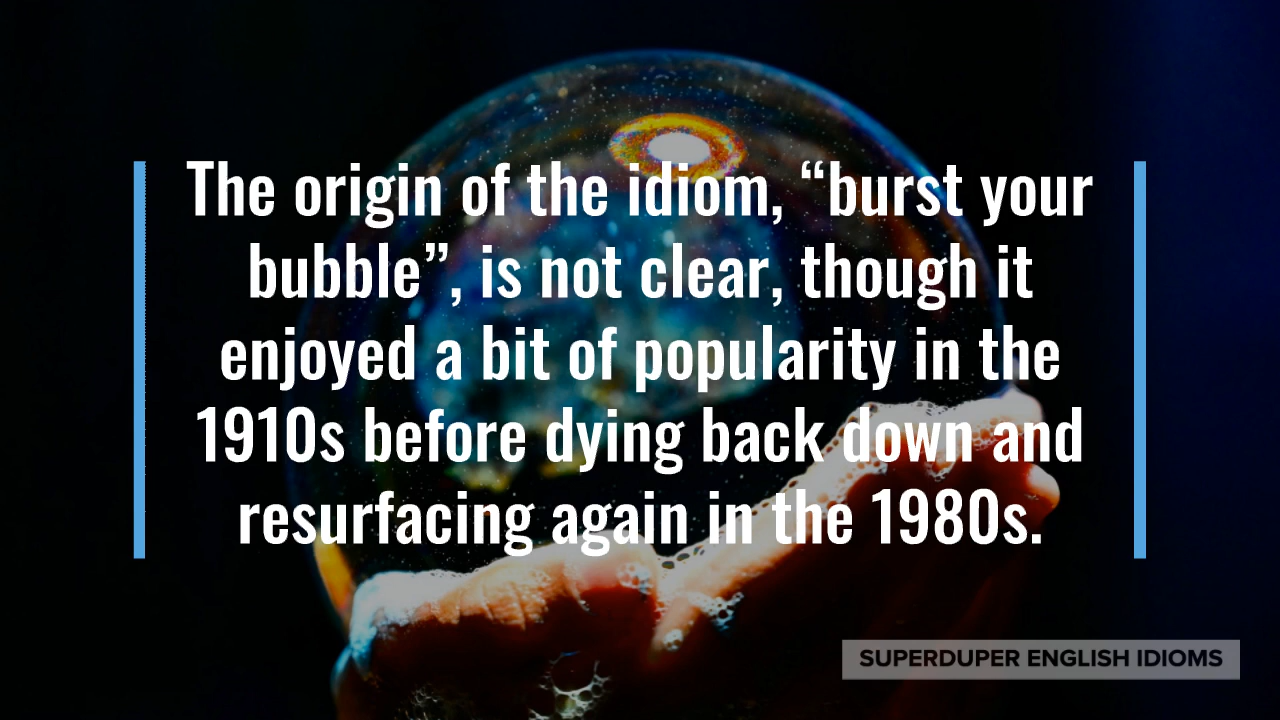 The origin of the idiom, “burst your
bubble”, is not clear, though it
enjoyed a bit of popularity in the
1910s before dying back down and
resurfacing again in the 1980s.
SUPERDUPER ENGLISH IDIOMS